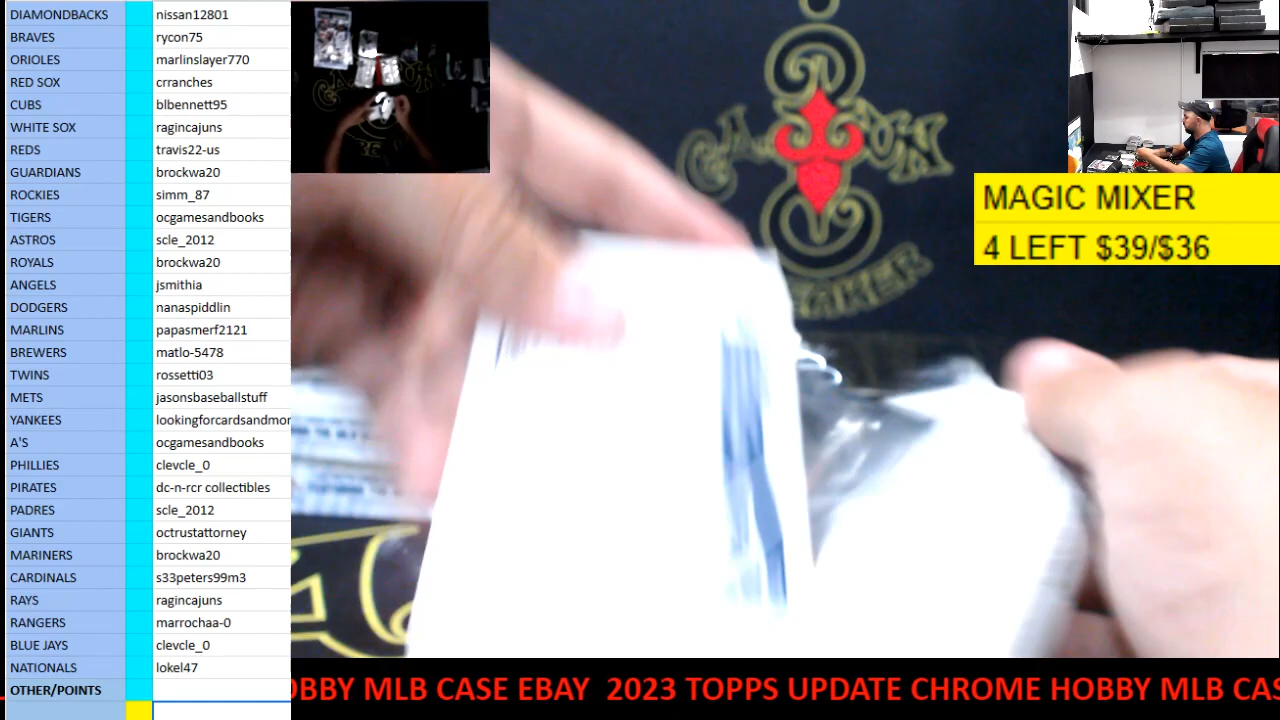 DIAMONDBACKS nissan12801
BRAVES rycon75
ORIOLES marlinslayer770
RED SOX crranches
CUBS blbennett95
WHITE SOX ragincajuns
REDS travis22-us
GUARDIANS brockwa20
ROCKIES simm_87
TIGERS ocgamesandbooks
ASTROS scle_2012
ROYALS brockwa20
ANGELS jsmithia
DODGERS nanaspiddlin
MARLINS papasmerf2121
BREWERS matlo-5478
TWINS rossetti03
METS jasonsbaseballstuff
YANKEES lookingforcardsandmor
A'S ocgamesandbooks
PHILLIES clevcle_0
PIRATES dc-n-rcr collectibles
PADRES scle_2012
GIANTS octrustattorney
MARINERS brockwa20
CARDINALS s33peters99m3
RAYS ragincajuns
RANGERS marrochaa-0
BLUE JAYS clevcle_0
NATIONALS lokel47
OTHER/POINTS
MAGIC MIXER
4 LEFT $39/$36
OBBY MLB CASE EBAY 2023 TOPPS UPDATE CHROME HOBBY MLB CAS